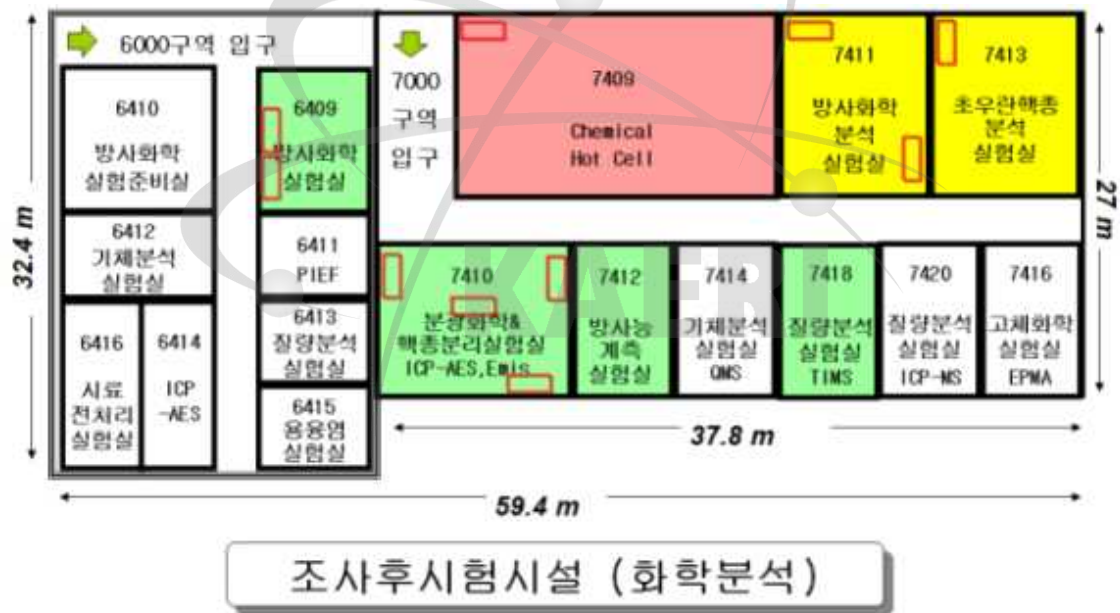 6000구역 입구
7000
구역
입구
6410
방사화학
실험준비실
6409
방사화학
실험실
6412
기체분석
실험실
6411
PIEF
6416
시료
전처리
실험실
6414
ICP
-AES
6413
질량분석
실험실
6415
용융염
실험실
7409
Chemical
Hot Cell
7411
방사화학
분석
실험실
7413
초우란핵종
분석
실험실
7410
분광화학&
핵종분리실험실
ICP-AES,Emis
7412
방사능
계측
실험실
7414
기체분석
실험실
QMS
7418
질량분석
실험실
TIMS
7420
질량분석
실험실
ICP-MS
7416
고체화학
실험실
EPMA
32.4 m
27 m
37.8 m
59.4 m
KAERI
조사후시험시설 (화학분석)